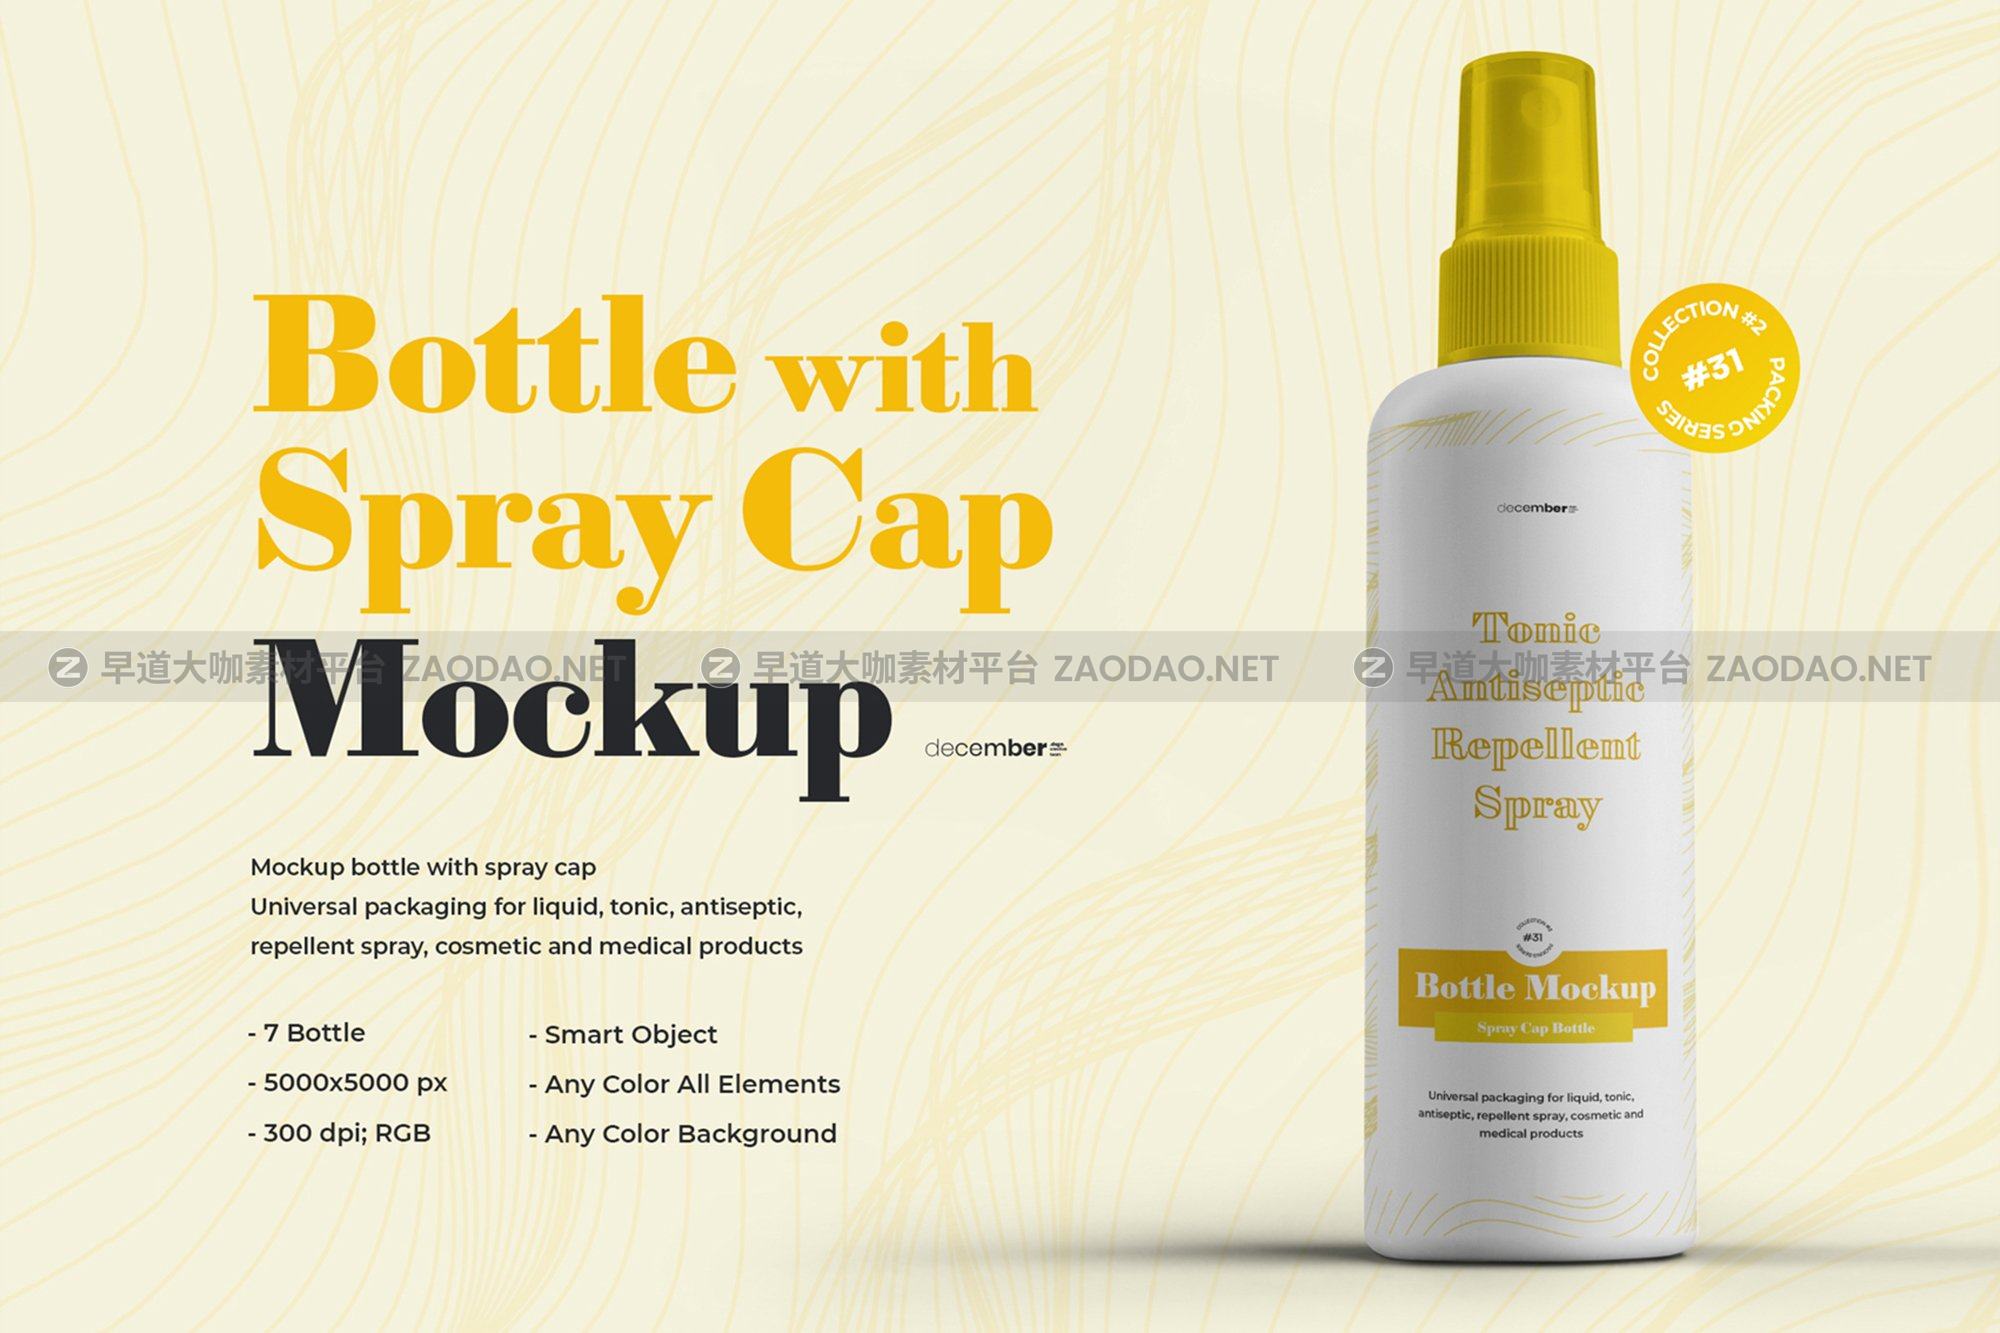 Bottle with
Spray Cap
Mockup
december
Mockup bottle with spray cap
Universal packaging for liquid, tonic, antiseptic,
repellent spray, cosmetic and medical products
- 7 Bottle
- 5000x5000 px
- 300 dpi; RGB
- Smart Object
- Any Color All Elements
- Any Color Background
COLLECTION #2
#31
PACKING SERIES
december
Tonic
Antiseptic
Repellent
Spray
COLLECTION #2
#31
PACKING SERIES
Bottle Mockup
Spray Cap Bottle
Universal packaging for liquid, tonic,
antiseptic, repellent spray, cosmetic and
medical products
Z 早道大咖素材平台 ZAODAO.NET Z 早道大咖素材平台 ZAODAO.NET Z 早道大咖素材平台 ZAODAO.NET